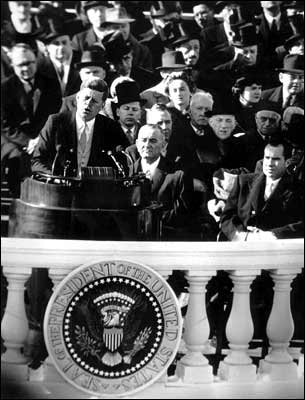 SEAL OF THE PRESIDENT OF THE UNITED STATES